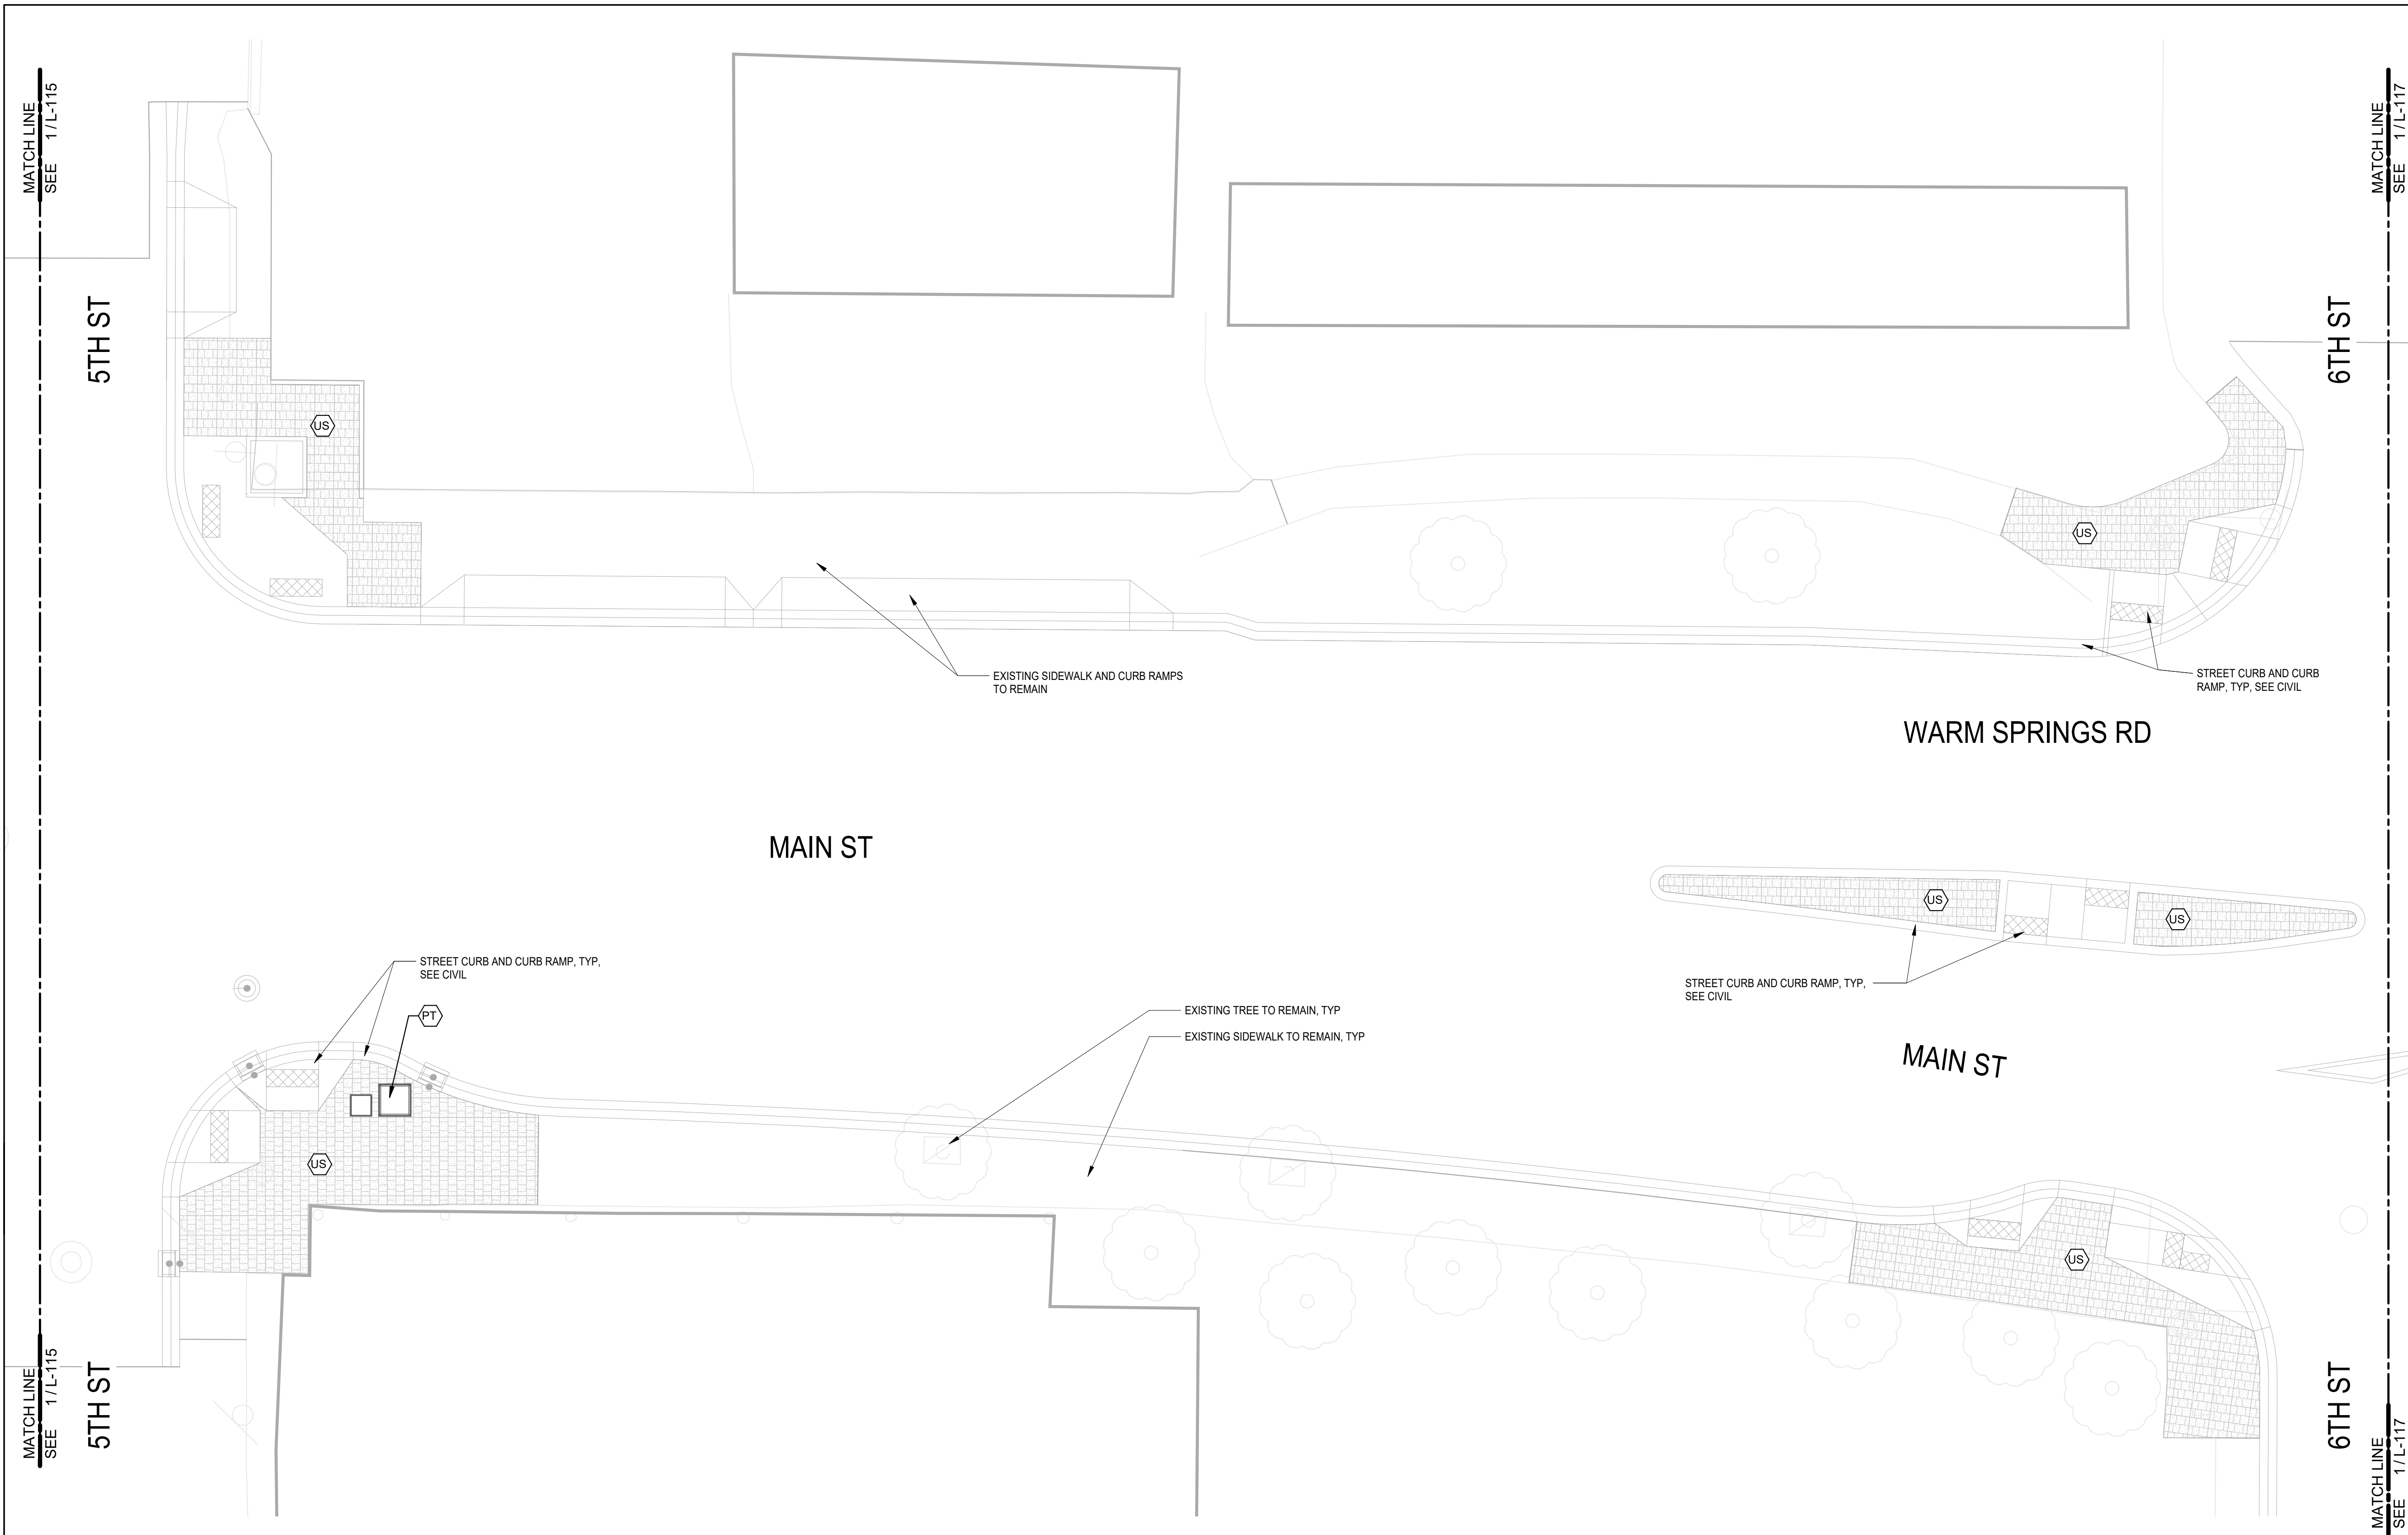 MATCH LINE
SEE 1 / L-115
MATCH LINE
SEE 1 / L-117
5TH ST
6TH ST
US
US
EXISTING SIDEWALK AND CURB RAMPS
TO REMAIN
STREET CURB AND CURB
RAMP, TYP, SEE CIVIL
WARM SPRINGS RD
MAIN ST
US
US
STREET CURB AND CURB RAMP, TYP,
SEE CIVIL
STREET CURB AND CURB RAMP, TYP,
SEE CIVIL
PT
EXISTING TREE TO REMAIN, TYP
EXISTING SIDEWALK TO REMAIN, TYP
MAIN ST
US
US
MATCH LINE
SEE 1 / L-115
5TH ST
6TH ST
MATCH LINE
SEE 1 / L-117